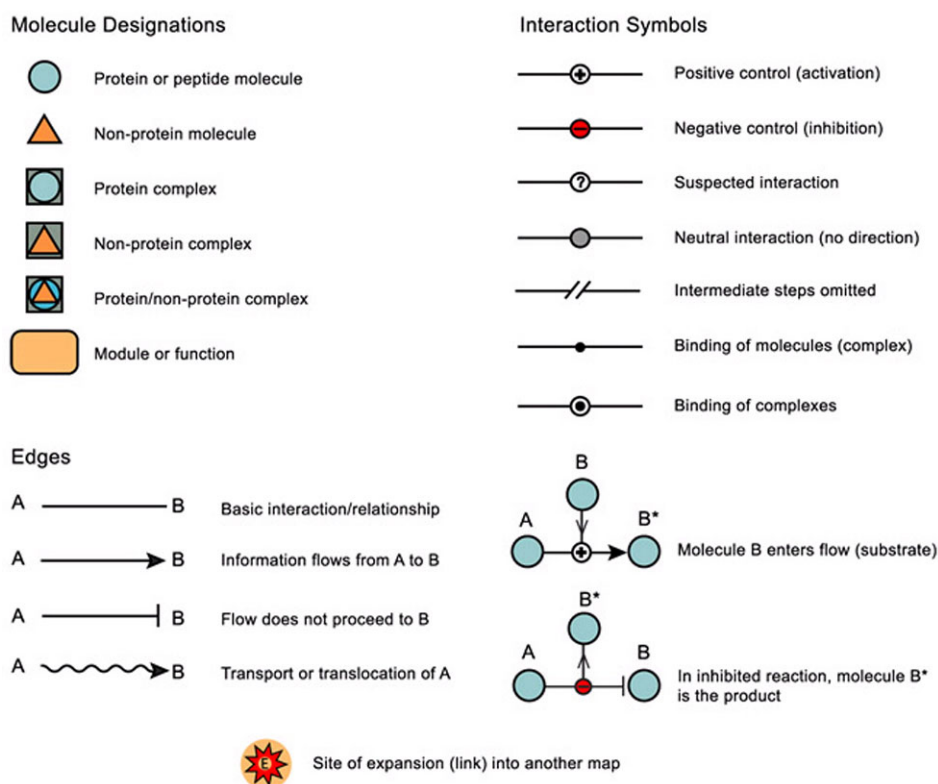 Molecule Designations
Protein or peptide molecule
Non-protein molecule
Protein complex
Non-protein complex
Protein/non-protein complex
Module or function
Interaction Symbols
Positive control (activation)
Negative control (inhibition)
?
Suspected interaction
Neutral interaction (no direction)
Intermediate steps omitted
Binding of molecules (complex)
Binding of complexes
Edges
A B Basic interaction/relationship
A B Information flows from A to B
A B Flow does not proceed to B
A B Transport or translocation of A
B
A B*
Molecule B enters flow (substrate)
B*
A B
In inhibited reaction, molecule B*
is the product
E
Site of expansion (link) into another map